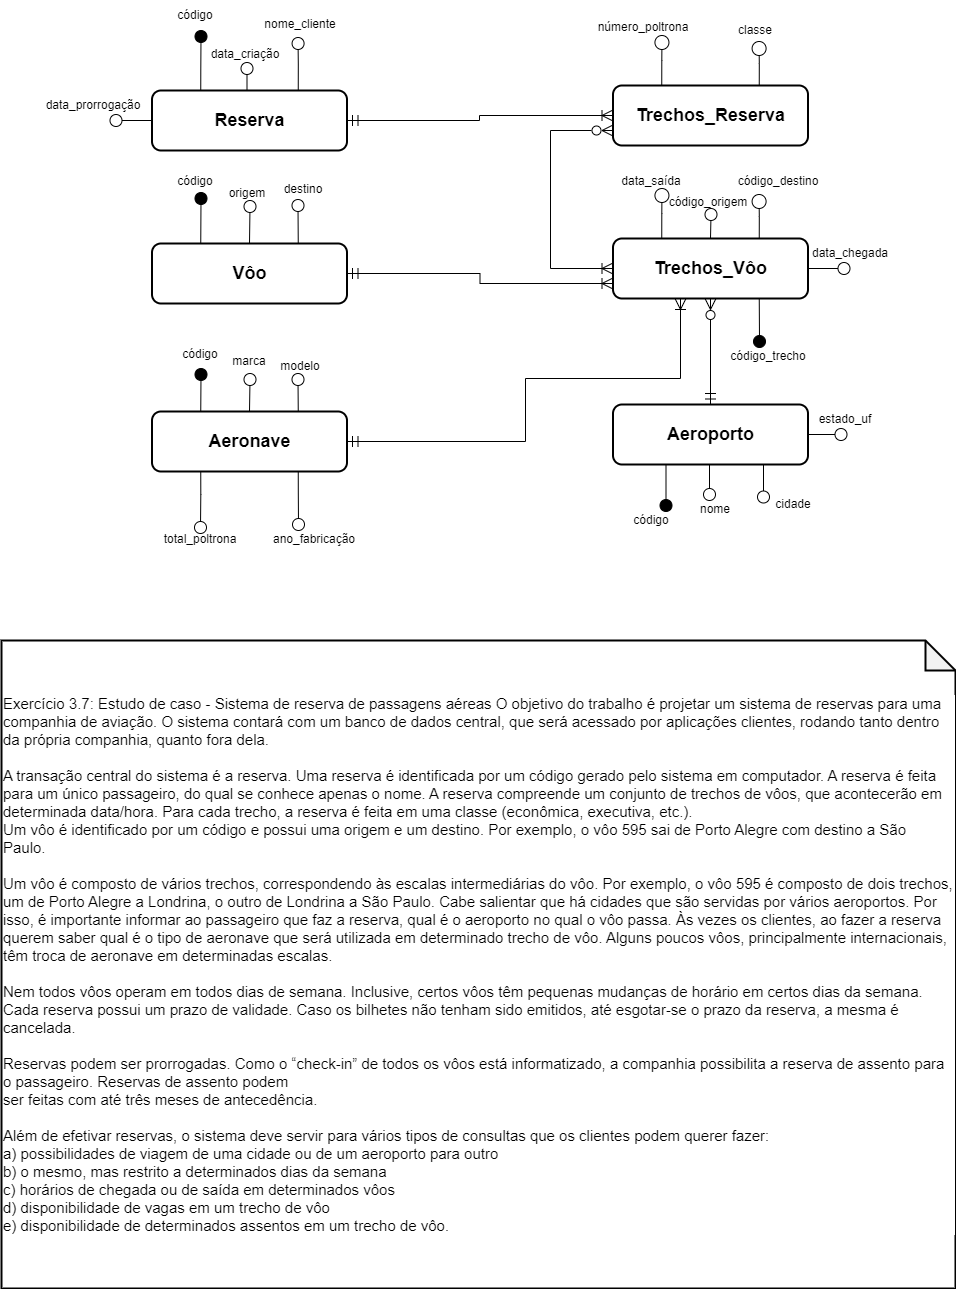 código
nome_cliente
data_criação
data_prorrogação
Reserva
número_poltrona
classe
Trechos_Reserva
código
origem
destino
Vôo
data_saída
código_origem
código_destino
data_chegada
Trechos_Vôo
código_trecho
código
marca
modelo
Aeronave
total_poltrona
ano_fabricação
Aeroporto
estado_uf
código
nome
cidade
Exercício 3.7: Estudo de caso - Sistema de reserva de passagens aéreas O objetivo do trabalho é projetar um sistema de reservas para uma
companhia de aviação. O sistema contará com um banco de dados central, que será acessado por aplicações clientes, rodando tanto dentro
da própria companhia, quanto fora dela.
A transação central do sistema é a reserva. Uma reserva é identificada por um código gerado pelo sistema em computador. A reserva é feita
para um único passageiro, do qual se conhece apenas o nome. A reserva compreende um conjunto de trechos de vôos, que acontecerão em
determinada data/hora. Para cada trecho, a reserva é feita em uma classe (econômica, executiva, etc.).
Um vôo é identificado por um código e possui uma origem e um destino. Por exemplo, o vôo 595 sai de Porto Alegre com destino a São
Paulo.
Um vôo é composto de vários trechos, correspondendo às escalas intermediárias do vôo. Por exemplo, o vôo 595 é composto de dois trechos,
um de Porto Alegre a Londrina, o outro de Londrina a São Paulo. Cabe salientar que há cidades que são servidas por vários aeroportos. Por
isso, é importante informar ao passageiro que faz a reserva, qual é o aeroporto no qual o vôo passa. Às vezes os clientes, ao fazer a reserva
querem saber qual é o tipo de aeronave que será utilizada em determinado trecho de vôo. Alguns poucos vôos, principalmente internacionais,
têm troca de aeronave em determinadas escalas.
Nem todos vôos operam em todos dias de semana. Inclusive, certos vôos têm pequenas mudanças de horário em certos dias da semana.
Cada reserva possui um prazo de validade. Caso os bilhetes não tenham sido emitidos, até esgotar-se o prazo da reserva, a mesma é
cancelada.
Reservas podem ser prorrogadas. Como o “check-in” de todos os vôos está informatizado, a companhia possibilita a reserva de assento para
o passageiro. Reservas de assento podem
ser feitas com até três meses de antecedência.
Além de efetivar reservas, o sistema deve servir para vários tipos de consultas que os clientes podem querer fazer:
a) possibilidades de viagem de uma cidade ou de um aeroporto para outro
b) o mesmo, mas restrito a determinados dias da semana
c) horários de chegada ou de saída em determinados vôos
d) disponibilidade de vagas em um trecho de vôo
e) disponibilidade de determinados assentos em um trecho de vôo.